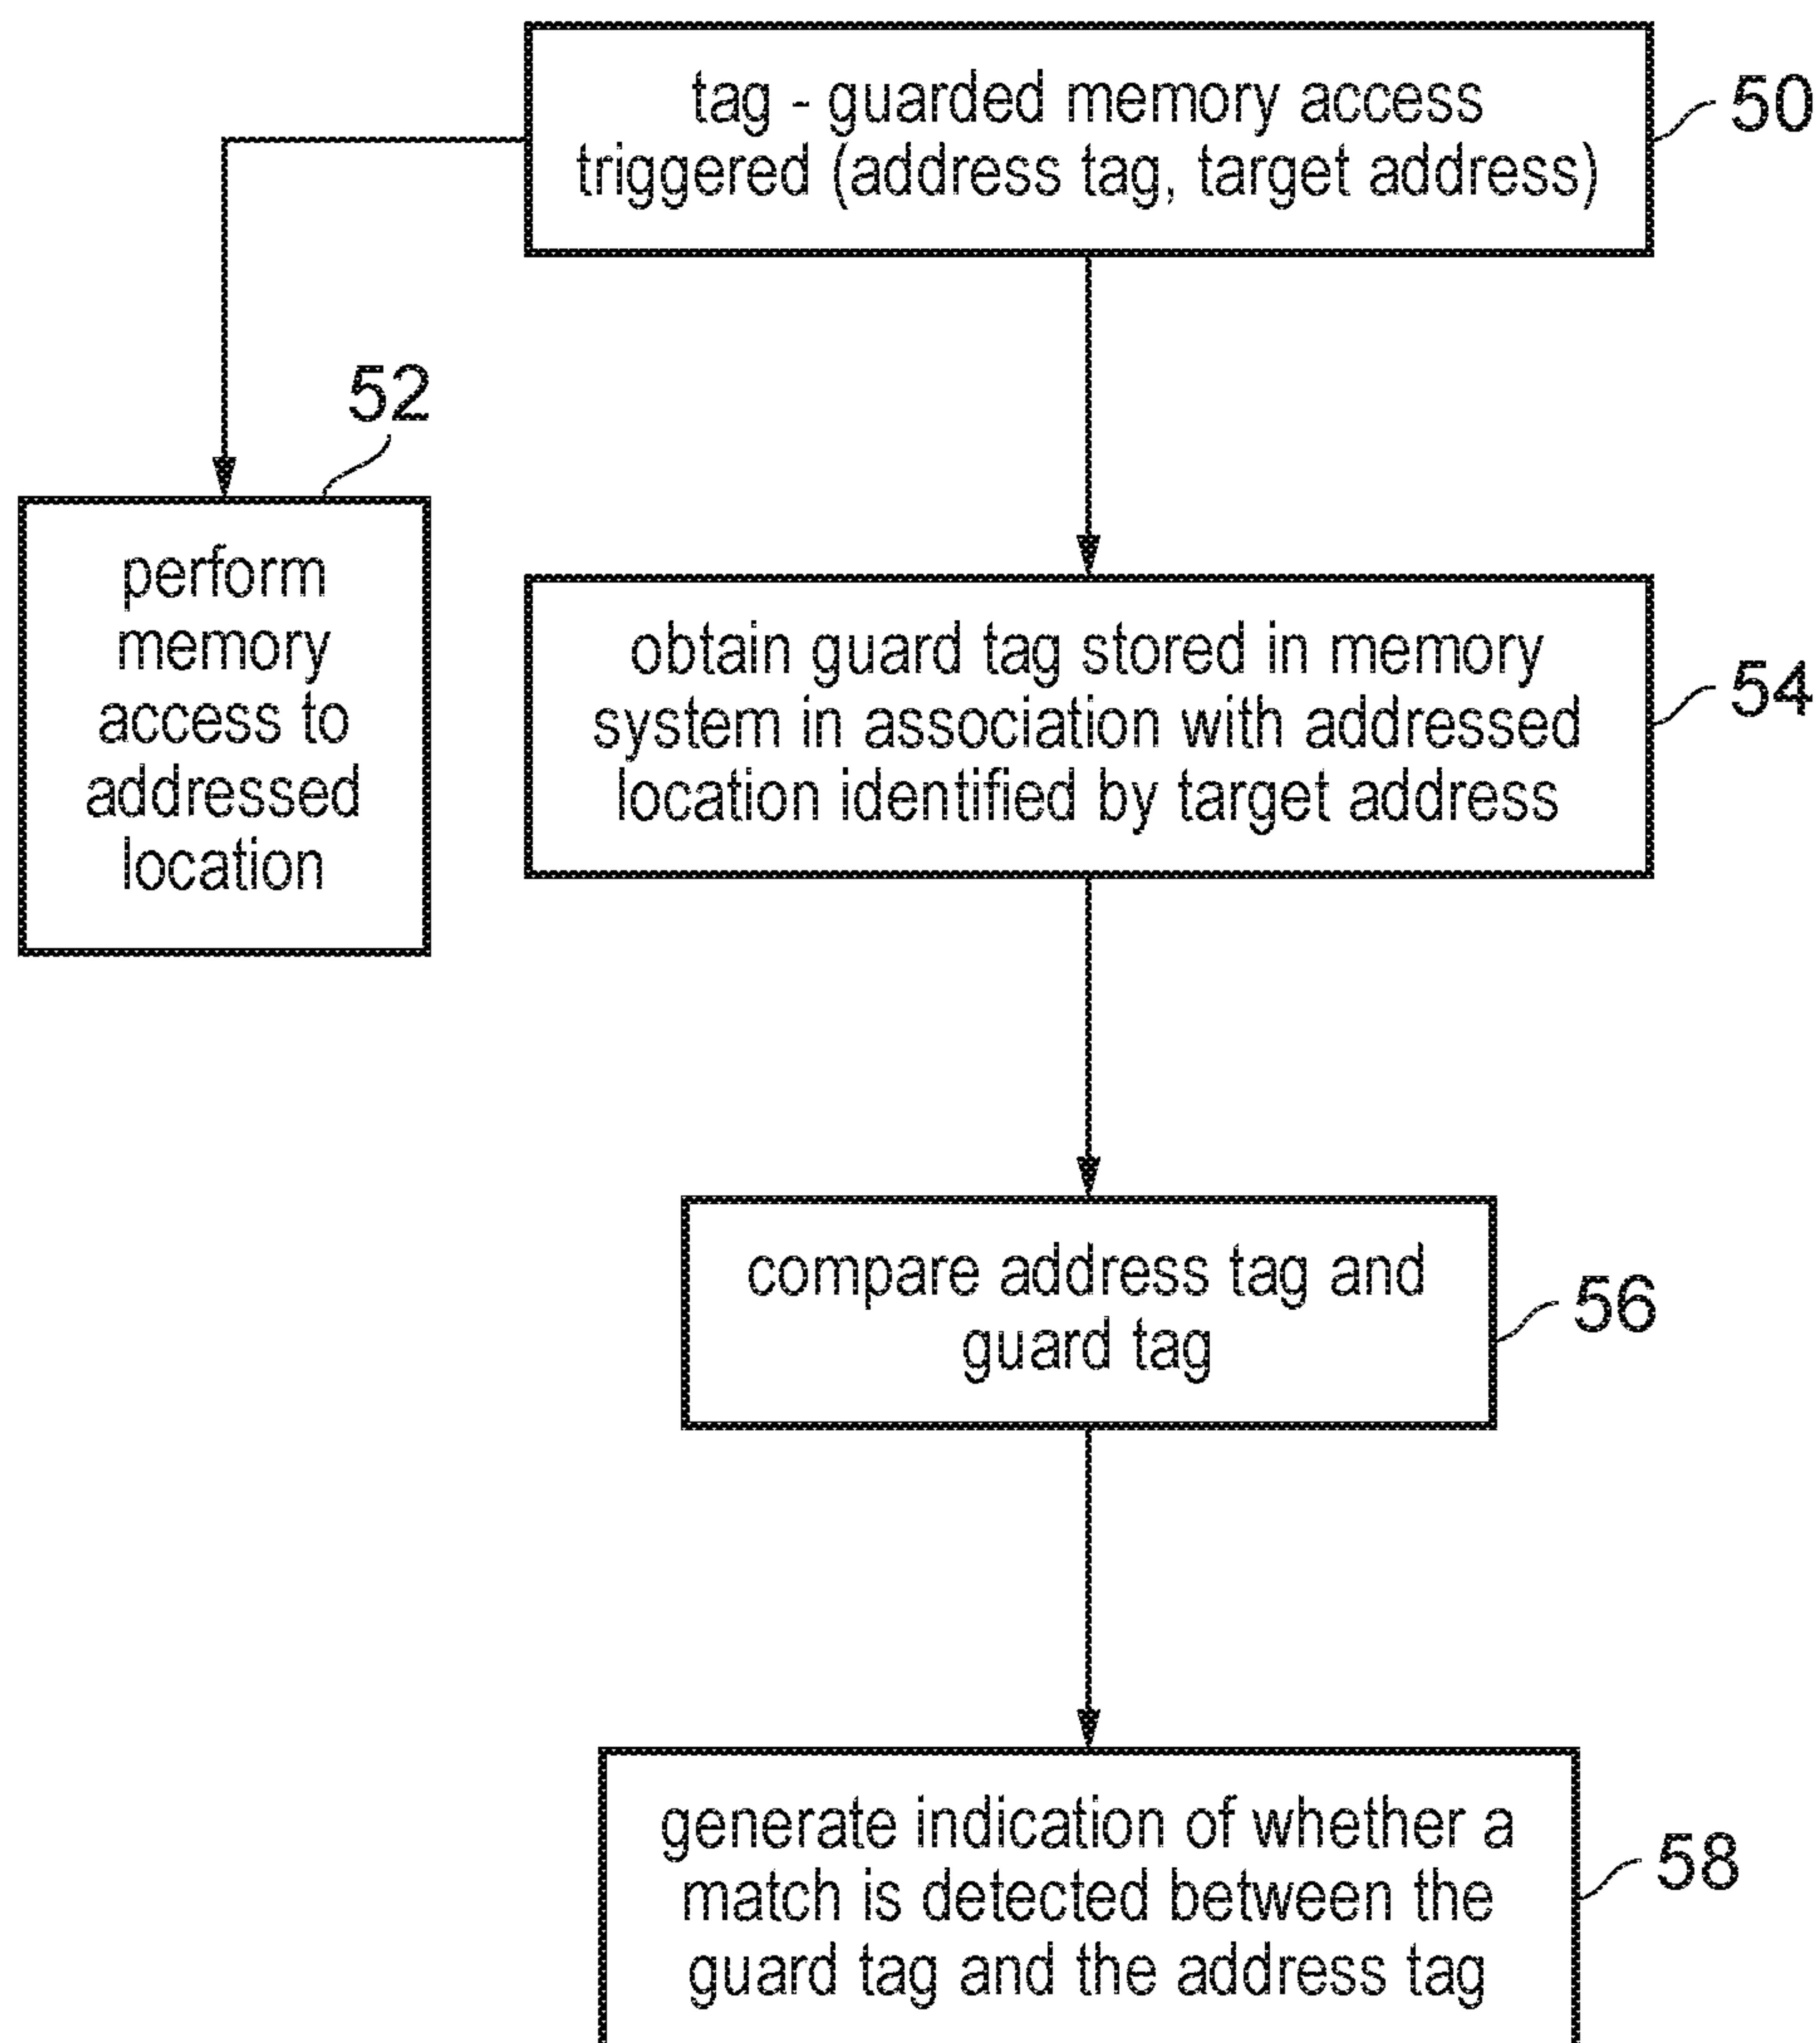 tag - guarded memory access
triggered (address tag, target address)
50
52
perform
memory
access to
addressed
location
obtain guard tag stored in memory
system in association with addressed
location identified by target address
54
compare address tag and
guard tag
56
generate indication of whether a
match is detected between the
guard tag and the address tag
58